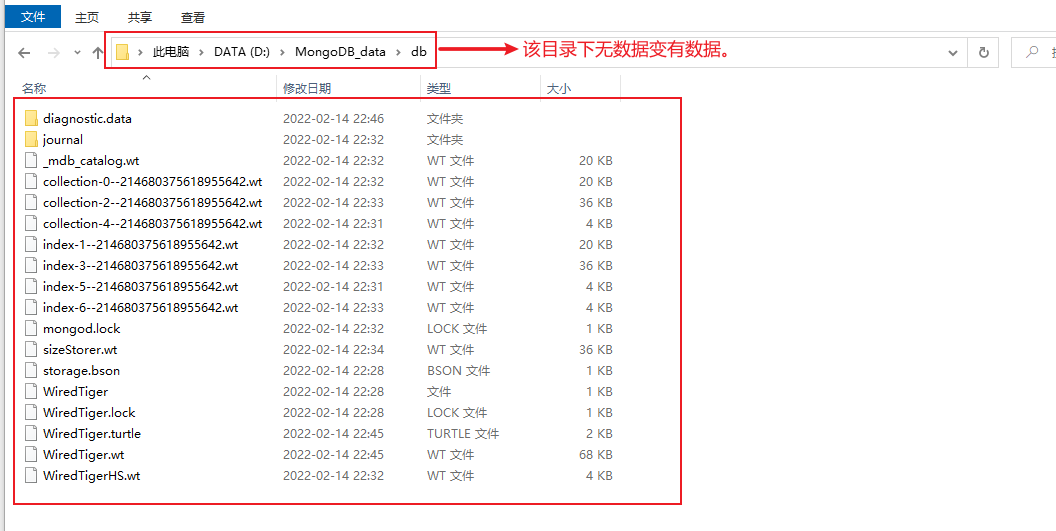 文件 主页 共享 查看
此电脑 DATA (D:) MongoDB_data db 该目录下无数据变有数据。
名称 修改日期 类型 大小
diagnostic.data 2022-02-14 22:46 文件夹
journal 2022-02-14 22:32 文件夹
_mdb_catalog.wt 2022-02-14 22:32 WT 文件 20 KB
collection-0--214680375618955642.wt 2022-02-14 22:32 WT 文件 20 KB
collection-2--214680375618955642.wt 2022-02-14 22:33 WT 文件 36 KB
collection-4--214680375618955642.wt 2022-02-14 22:31 WT 文件 4 KB
index-1--214680375618955642.wt 2022-02-14 22:32 WT 文件 20 KB
index-3--214680375618955642.wt 2022-02-14 22:33 WT 文件 36 KB
index-5--214680375618955642.wt 2022-02-14 22:31 WT 文件 4 KB
index-6--214680375618955642.wt 2022-02-14 22:33 WT 文件 4 KB
mongod.lock 2022-02-14 22:32 LOCK 文件 1 KB
sizeStorer.wt 2022-02-14 22:34 WT 文件 36 KB
storage.bson 2022-02-14 22:28 BSON 文件 1 KB
WiredTiger 2022-02-14 22:28 文件 1 KB
WiredTiger.lock 2022-02-14 22:28 LOCK 文件 1 KB
WiredTiger.turtle 2022-02-14 22:45 TURTLE 文件 2 KB
WiredTiger.wt 2022-02-14 22:45 WT 文件 68 KB
WiredTigerHS.wt 2022-02-14 22:32 WT 文件 4 KB